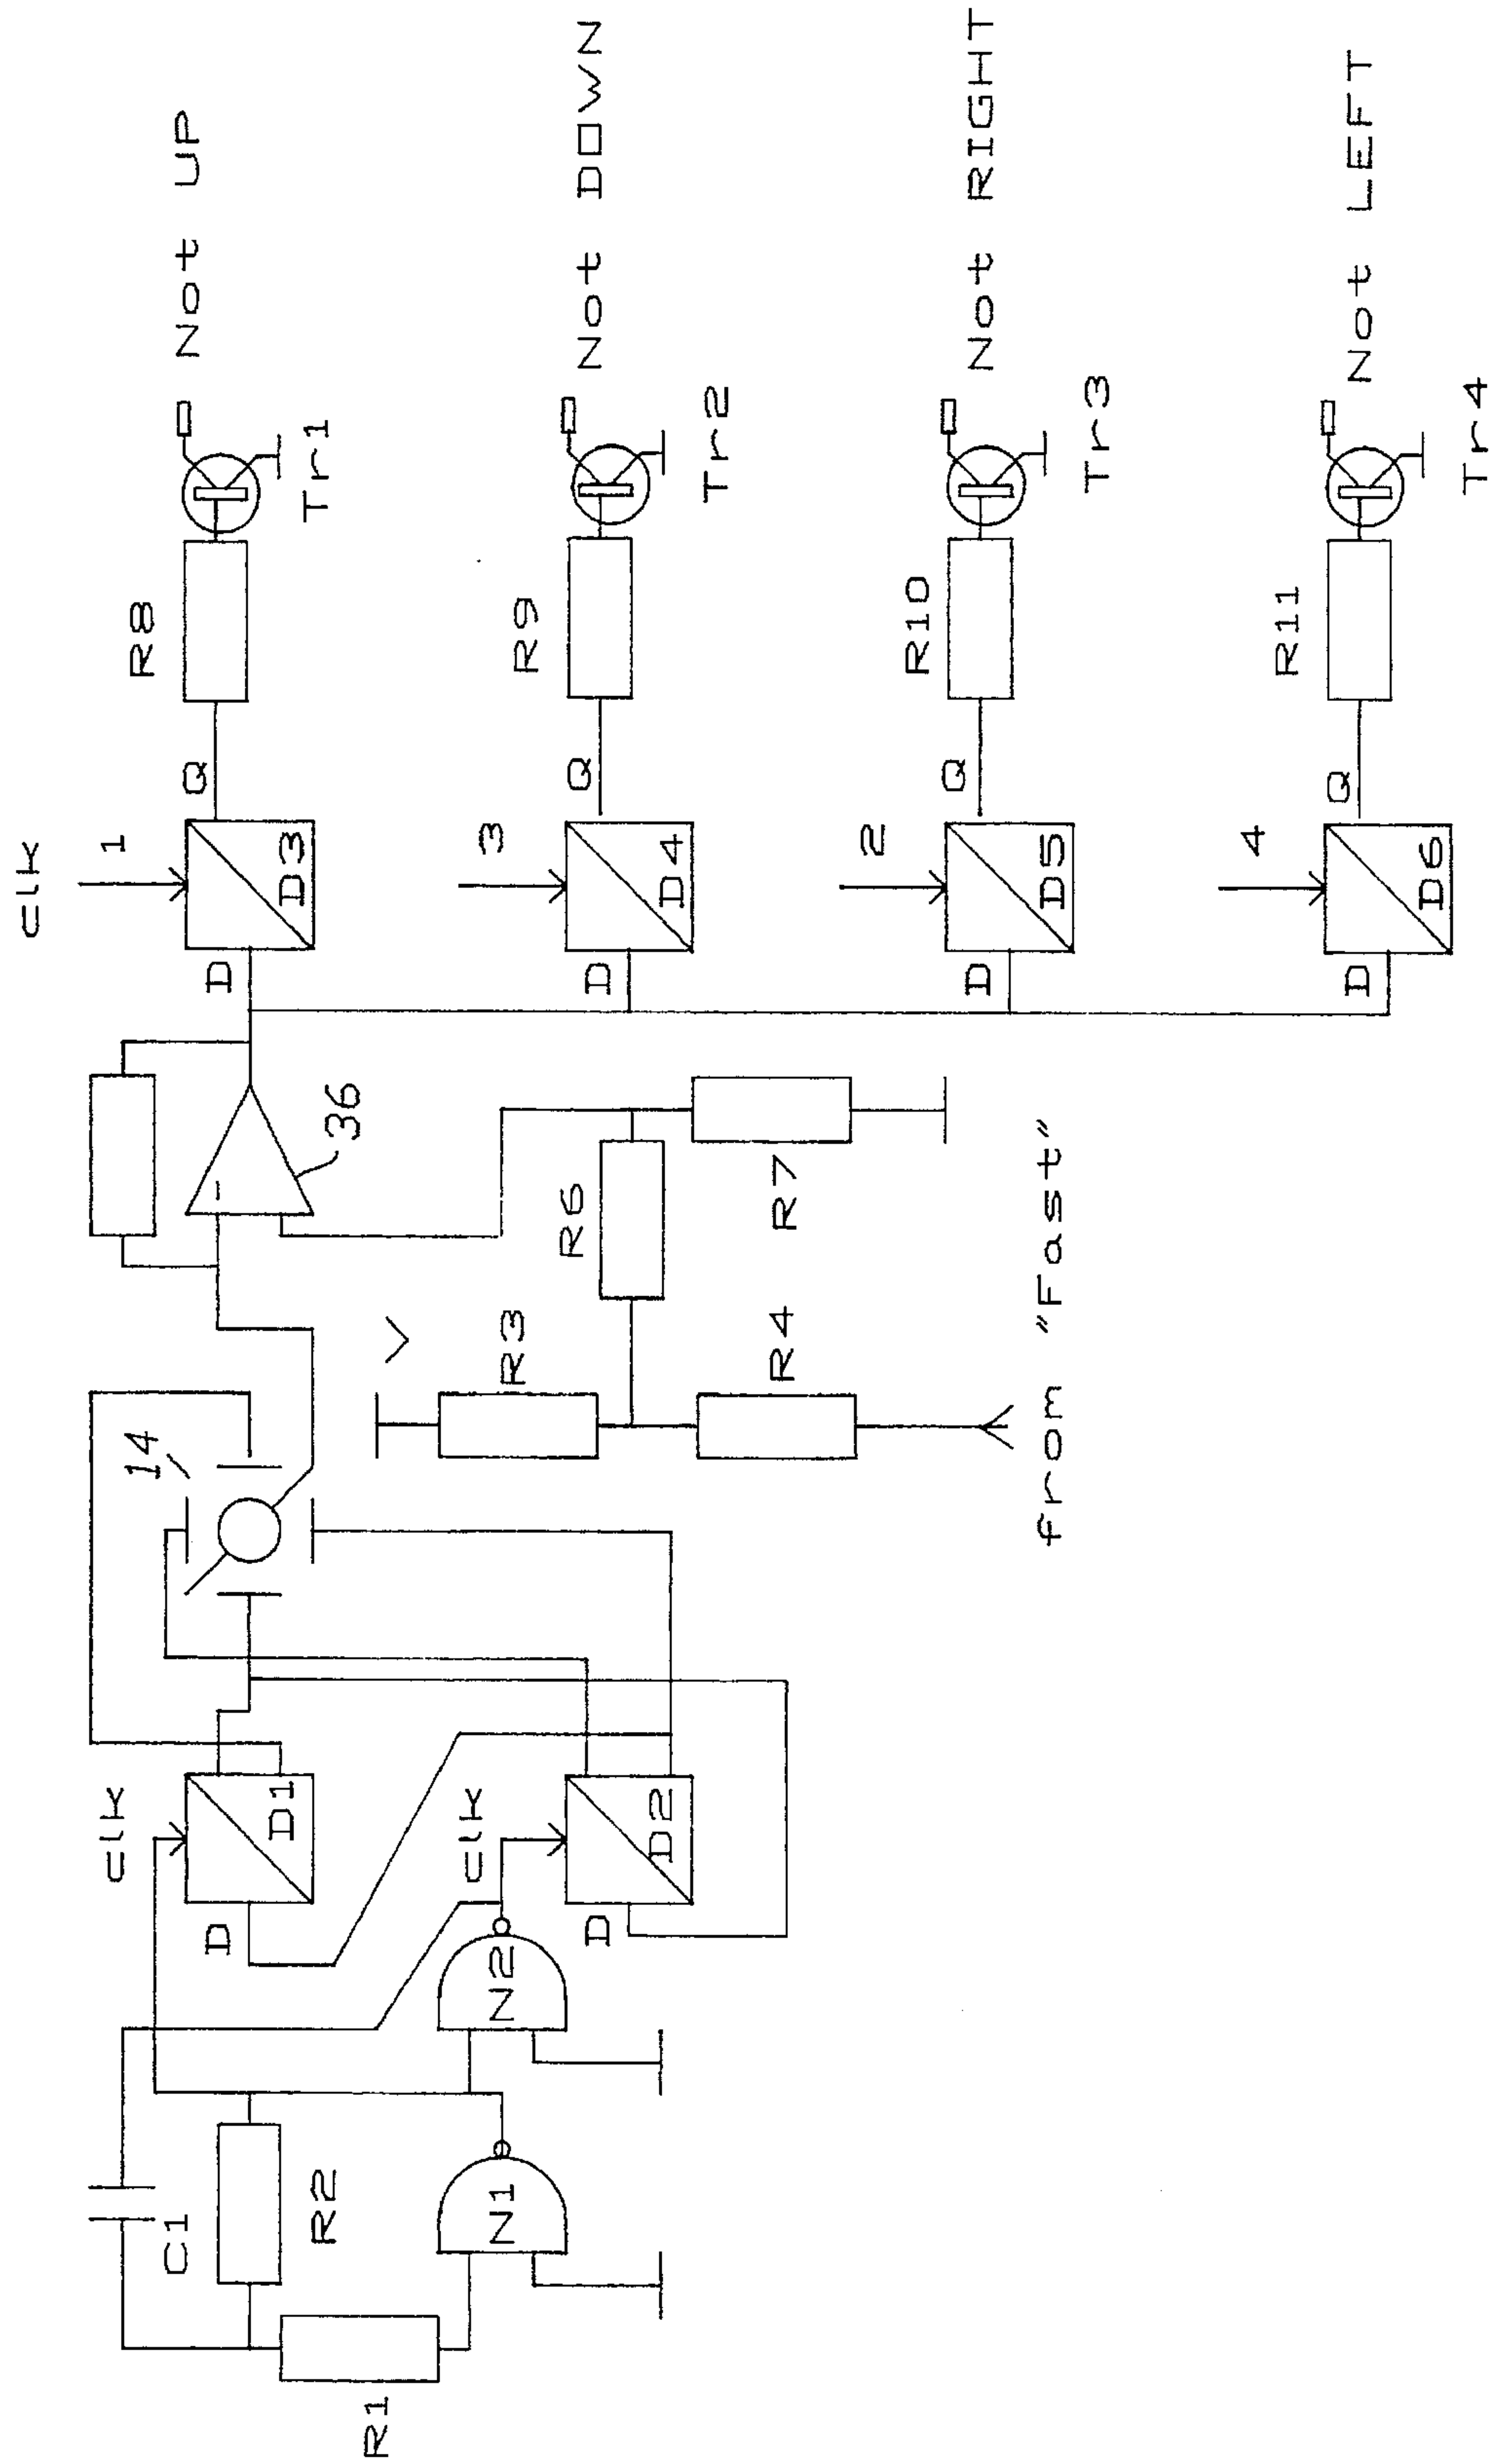 C1
R2
R1
N1
N2
clk
D
D1
clk
D
D2
14
R3
V
R4
from "Fast"
R6
R7
-
36
clk
1
D
D3
Q
R8
Tr1
Not UP
3
D
D4
Q
R9
Tr2
Not DOWN
2
D
D5
Q
R10
Tr3
Not RIGHT
4
D
D6
Q
R11
Tr4
Not LEFT